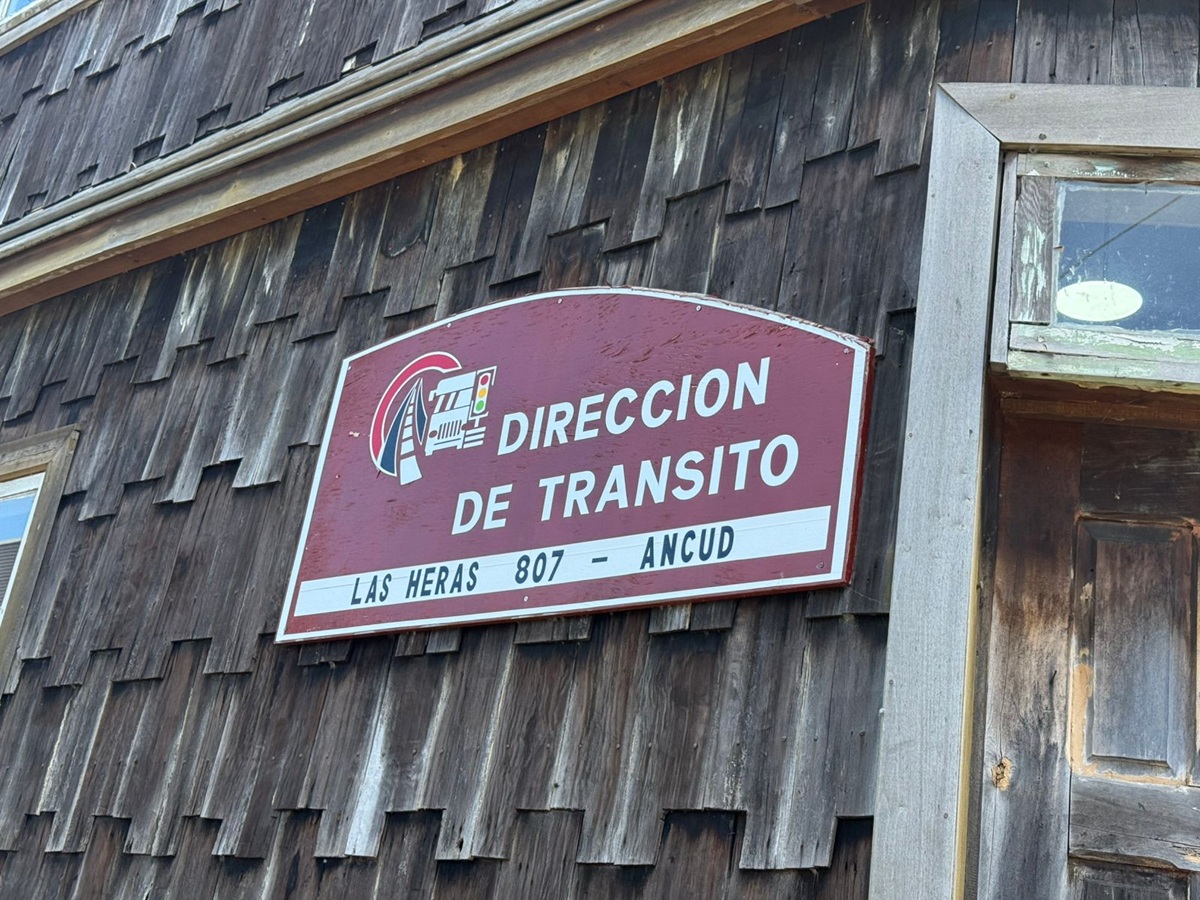 DIRECCION
DE TRANSITO
LAS HERAS 807 - ANCUD